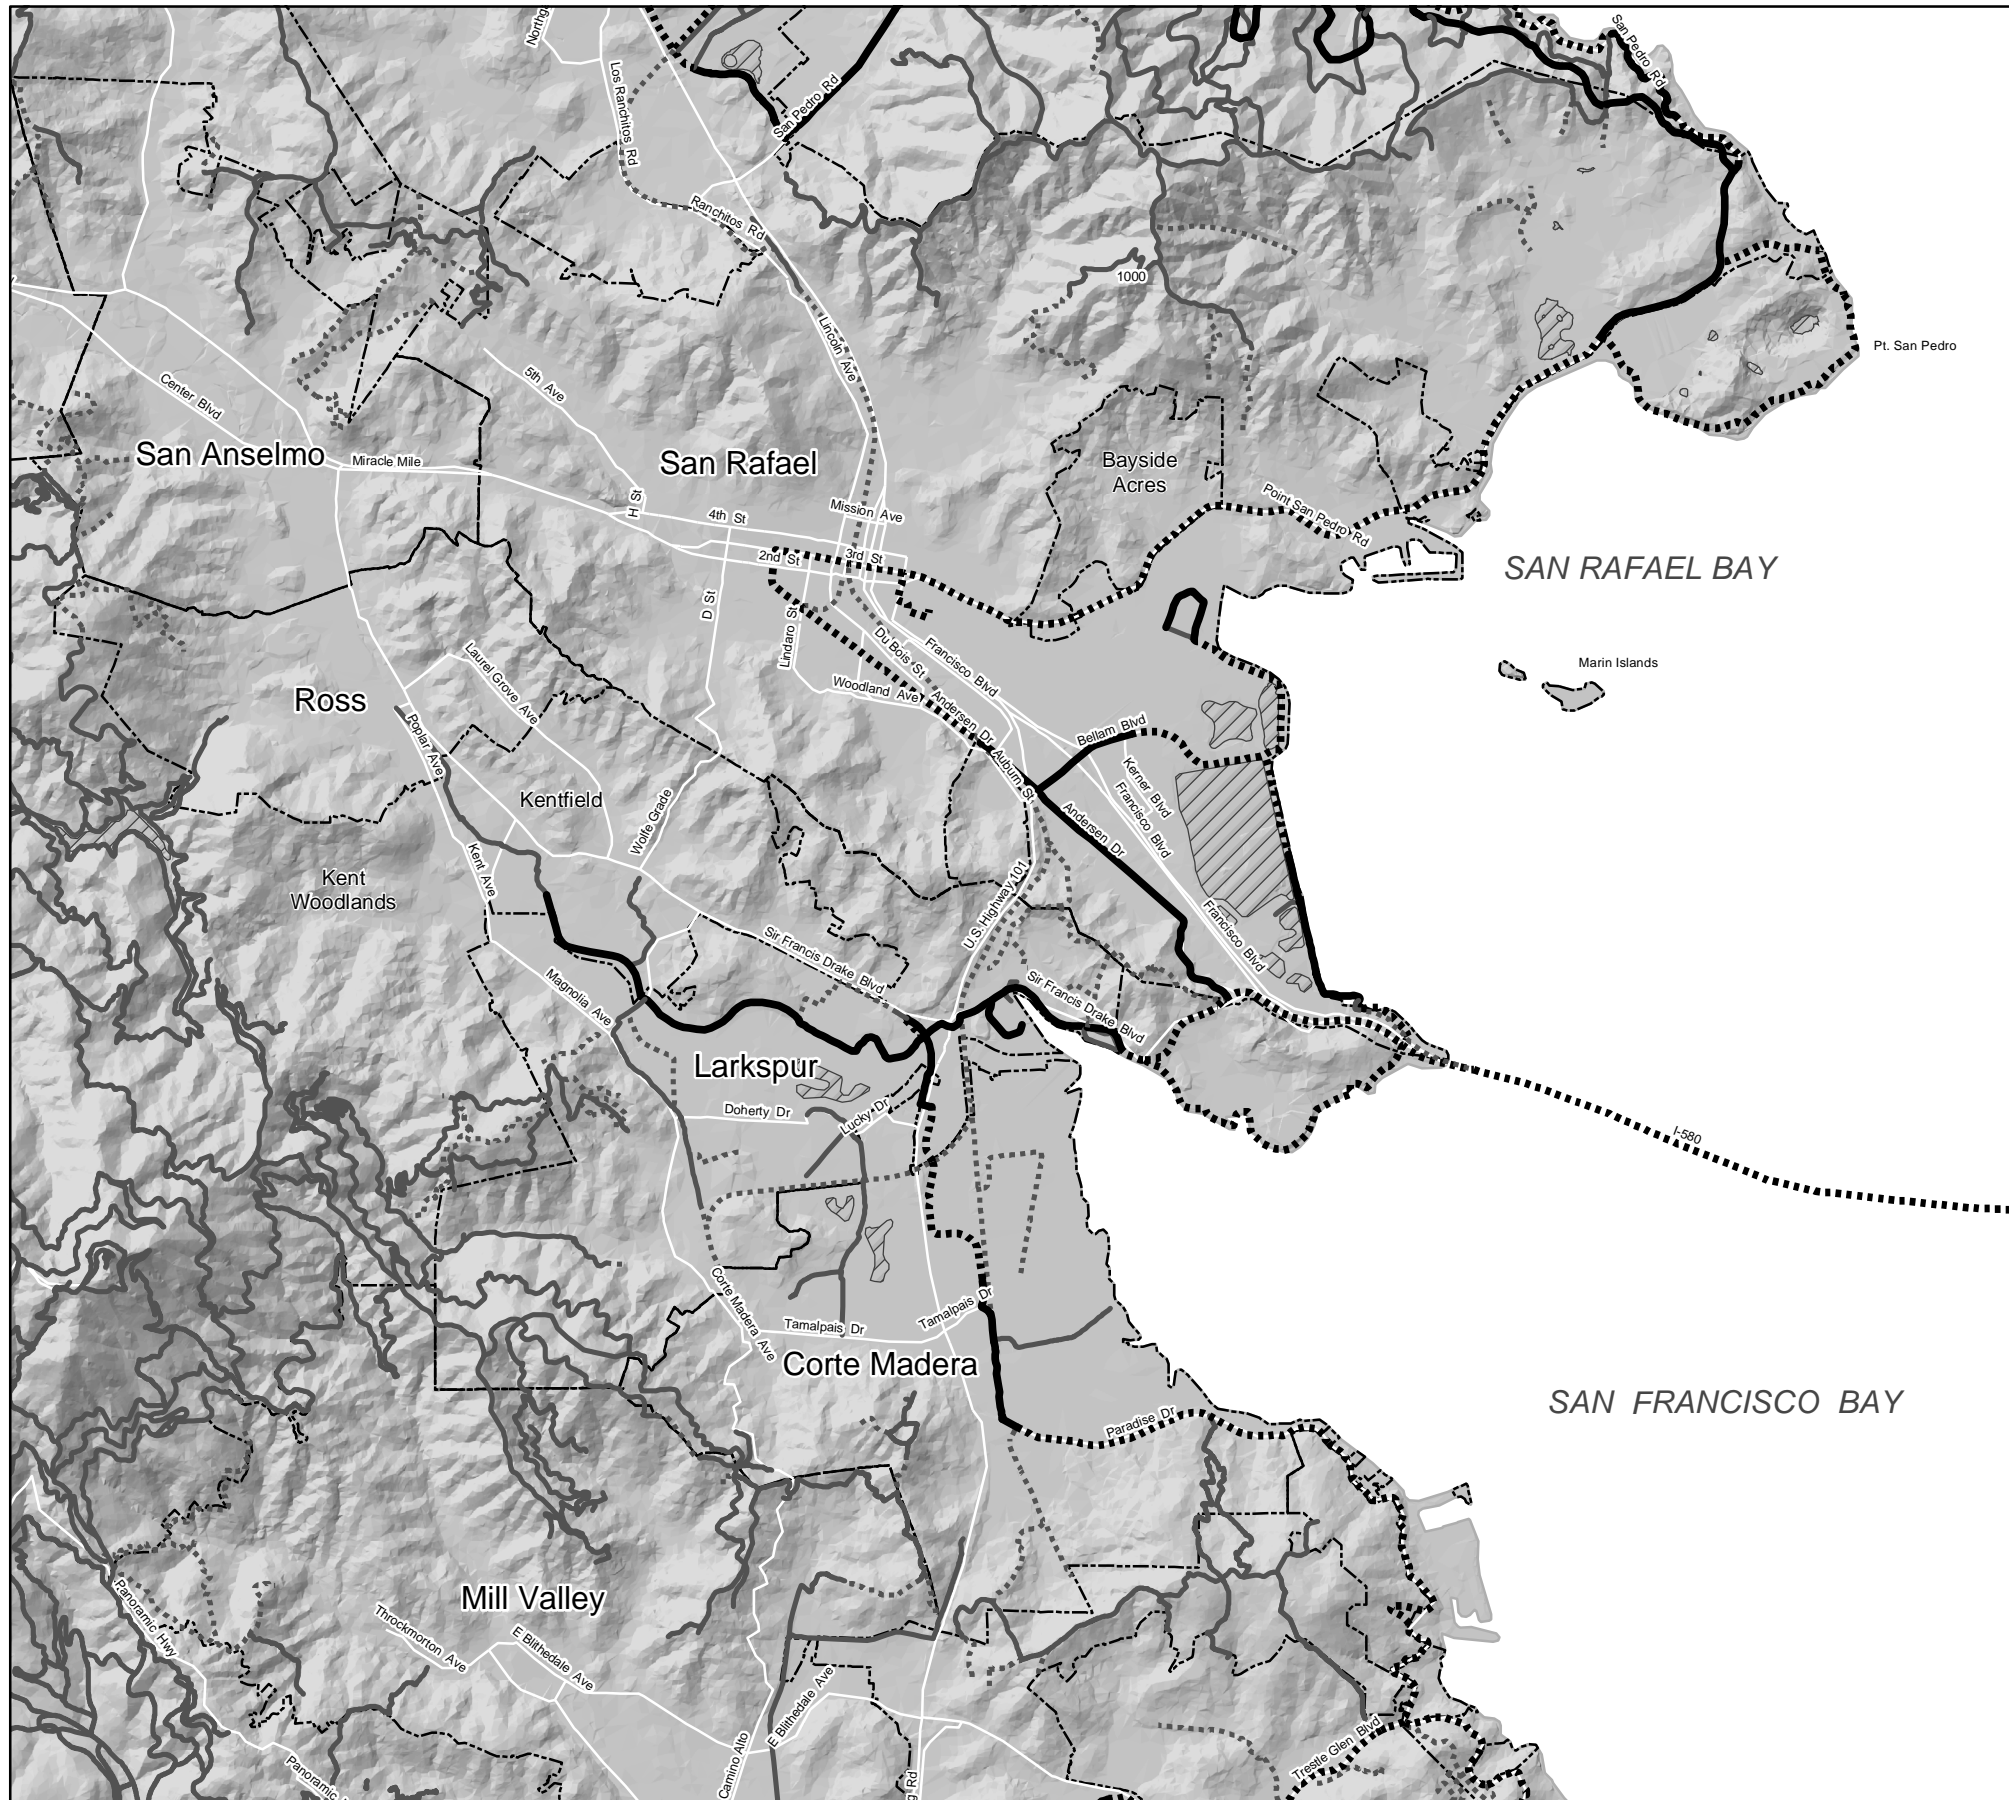 Northg
San Pedro Rd
Los Ranchitos Rd
San Pedro Rd
Ranchitos Rd
1000
Lincoln Ave
Pt. San Pedro
5th Ave
Center Blvd
San Anselmo
Miracle Mile
San Rafael
Bayside
Acres
H St
4th St
Mission Ave
Point San Pedro Rd
2nd St
3rd St
SAN RAFAEL BAY
D St
Lindaro St
Du Bois St
Francisco Blvd
Laurel Grove Ave
Marin Islands
Ross
Woodland Ave
Andersen Dr
Bellam Blvd
Poplar Ave
Auburn St
Kerner Blvd
Francisco Blvd
Kentfield
Wolfe Grade
Andersen Dr
Kent Ave
Kent
Woodlands
U.S. Highway 101
Francisco Blvd
Sir Francis Drake Blvd
Magnolia Ave
Sir Francis Drake Blvd
Larkspur
Doherty Dr
Lucky Dr
I-580
Corte Madera Ave
Tamalpais Dr
Tamalpais Dr
Corte Madera
SAN FRANCISCO BAY
Paradise Dr
Panoramic Hwy
Mill Valley
Throckmorton Ave
E Blithedale Ave
E Blithedale Ave
Camino Alto
Trestle Glen Blvd
Panoramic
g Rd